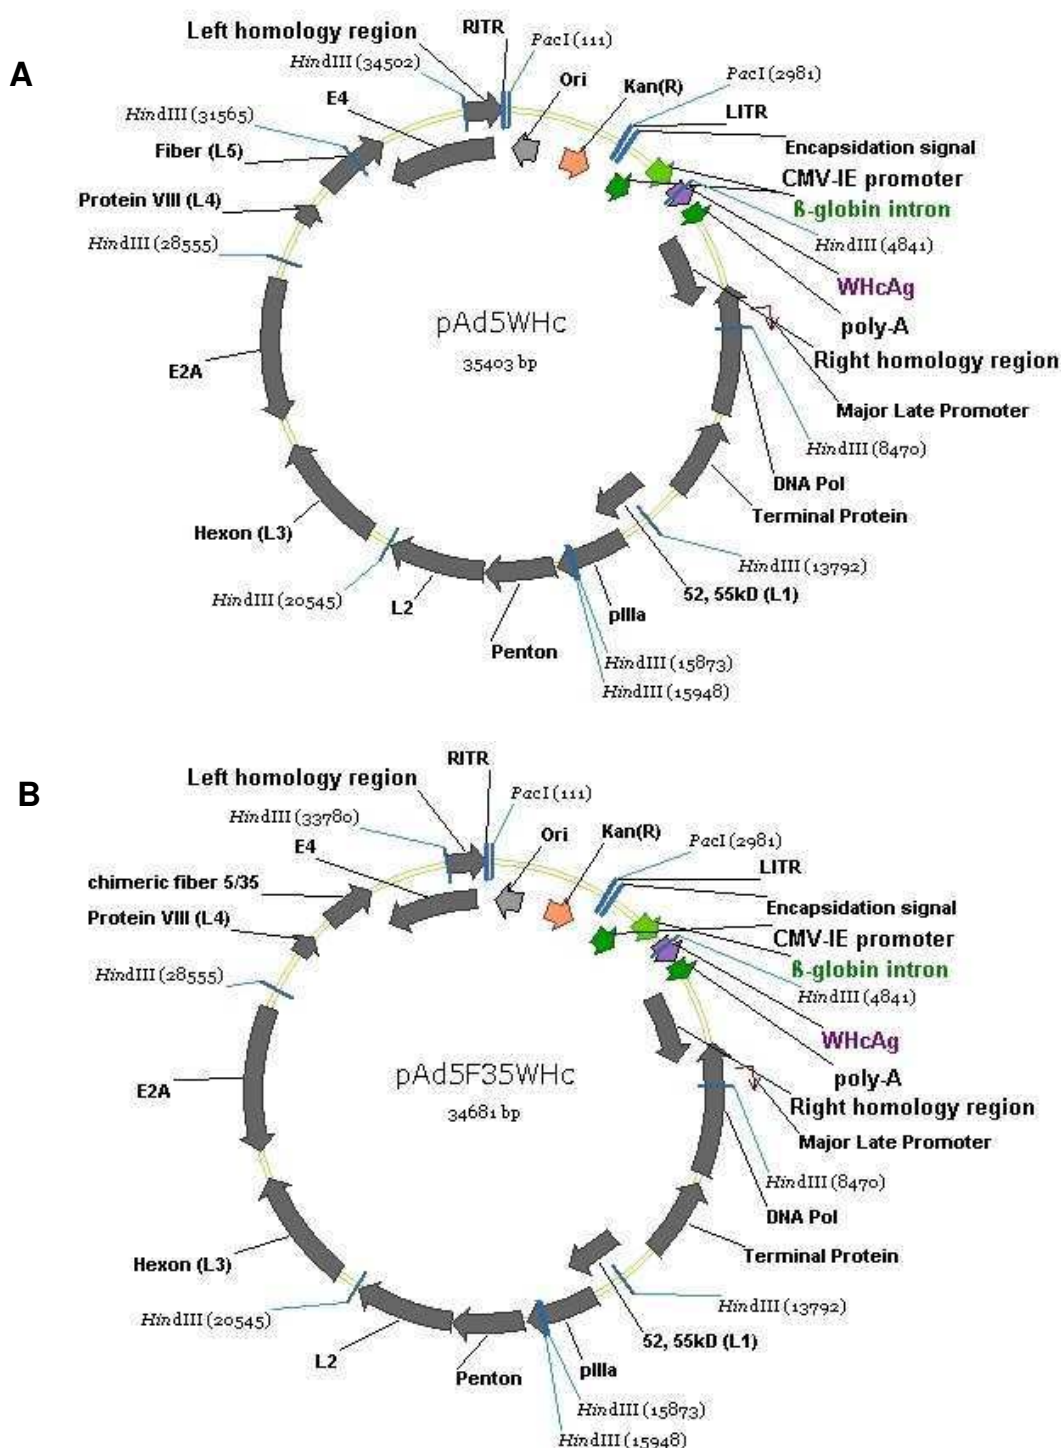 A
Left homology region
RITR
PacI (111)
HindIII (34502)
Ori
Kan(R)
PacI (2981)
E4
LITR
HindIII (31565)
Encapsidation signal
Fiber (L5)
CMV-IE promoter
Protein VIII (L4)
ß-globin intron
HindIII (28555)
HindIII (4841)
WHcAg
pAd5WHc
poly-A
35403 bp
Right homology region
E2A
Major Late Promoter
HindIII (8470)
DNA Pol
Terminal Protein
Hexon (L3)
HindIII (13792)
HindIII (20545)
52, 55kD (L1)
L2
pIIIa
Penton
HindIII (15873)
HindIII (15948)
B
RITR
Left homology region
PacI (111)
HindIII (33780)
Ori
Kan(R)
PacI (2981)
E4
LITR
chimeric fiber 5/35
Encapsidation signal
Protein VIII (L4)
CMV-IE promoter
ß-globin intron
HindIII (28555)
HindIII (4841)
WHcAg
pAd5F35WHc
poly-A
E2A
Right homology region
34681 bp
Major Late Promoter
HindIII (8470)
DNA Pol
Terminal Protein
Hexon (L3)
HindIII (13792)
HindIII (20545)
52, 55kD (L1)
L2
pIIIa
Penton
HindIII (15873)
HindIII (15948)